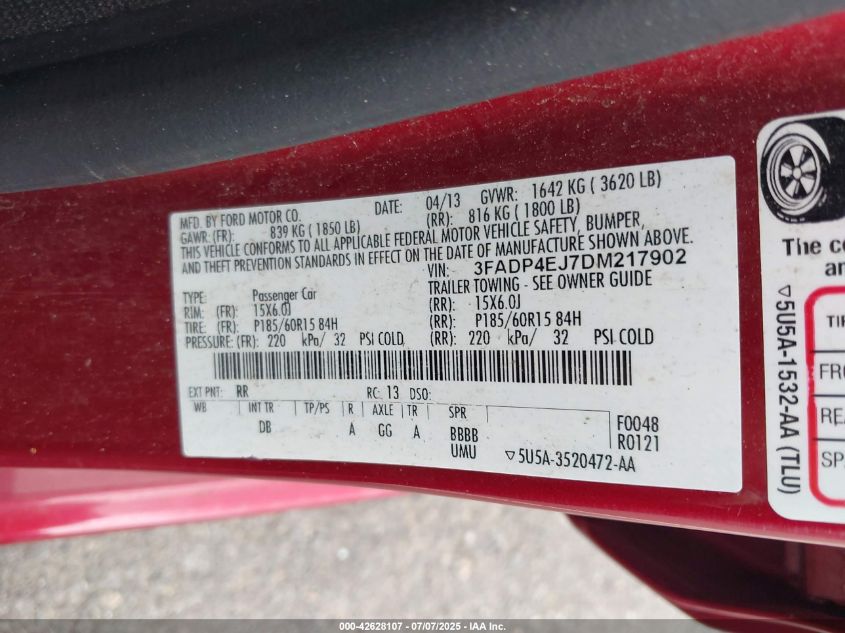 MFD. BY FORD MOTOR CO. DATE: 04/13 GVWR: 1642 KG ( 3620 LB)
GAWR: (FR): 839 KG ( 1850 LB) (RR): 816 KG ( 1800 LB)
THIS VEHICLE CONFORMS TO ALL APPLICABLE FEDERAL MOTOR VEHICLE SAFETY, BUMPER,
AND THEFT PREVENTION STANDARDS IN EFFECT ON THE DATE OF MANUFACTURE SHOWN ABOVE.
VIN: 3FADP4EJ7DM217902
TYPE: Passenger Car TRAILER TOWING - SEE OWNER GUIDE
RIM: (FR): 15X6.0J (RR): 15X6.0J
TIRE: (FR): P185/60R15 84H (RR): P185/60R15 84H
PRESSURE: (FR): 220 kPa/ 32 PSI COLD (RR): 220 kPa/ 32 PSI COLD
EXT PNT: RR RC: 13 DSO:
WB INT TR TP/PS R AXLE TR SPR F0048
DB A GG A BBBB R0121
UMU ▽5U5A-3520472-AA
The co
an
▽5U5A-1532-AA (TLU)
TIR
FRO
REA
SPA
000-42628107 - 07/07/2025 - IAA Inc.